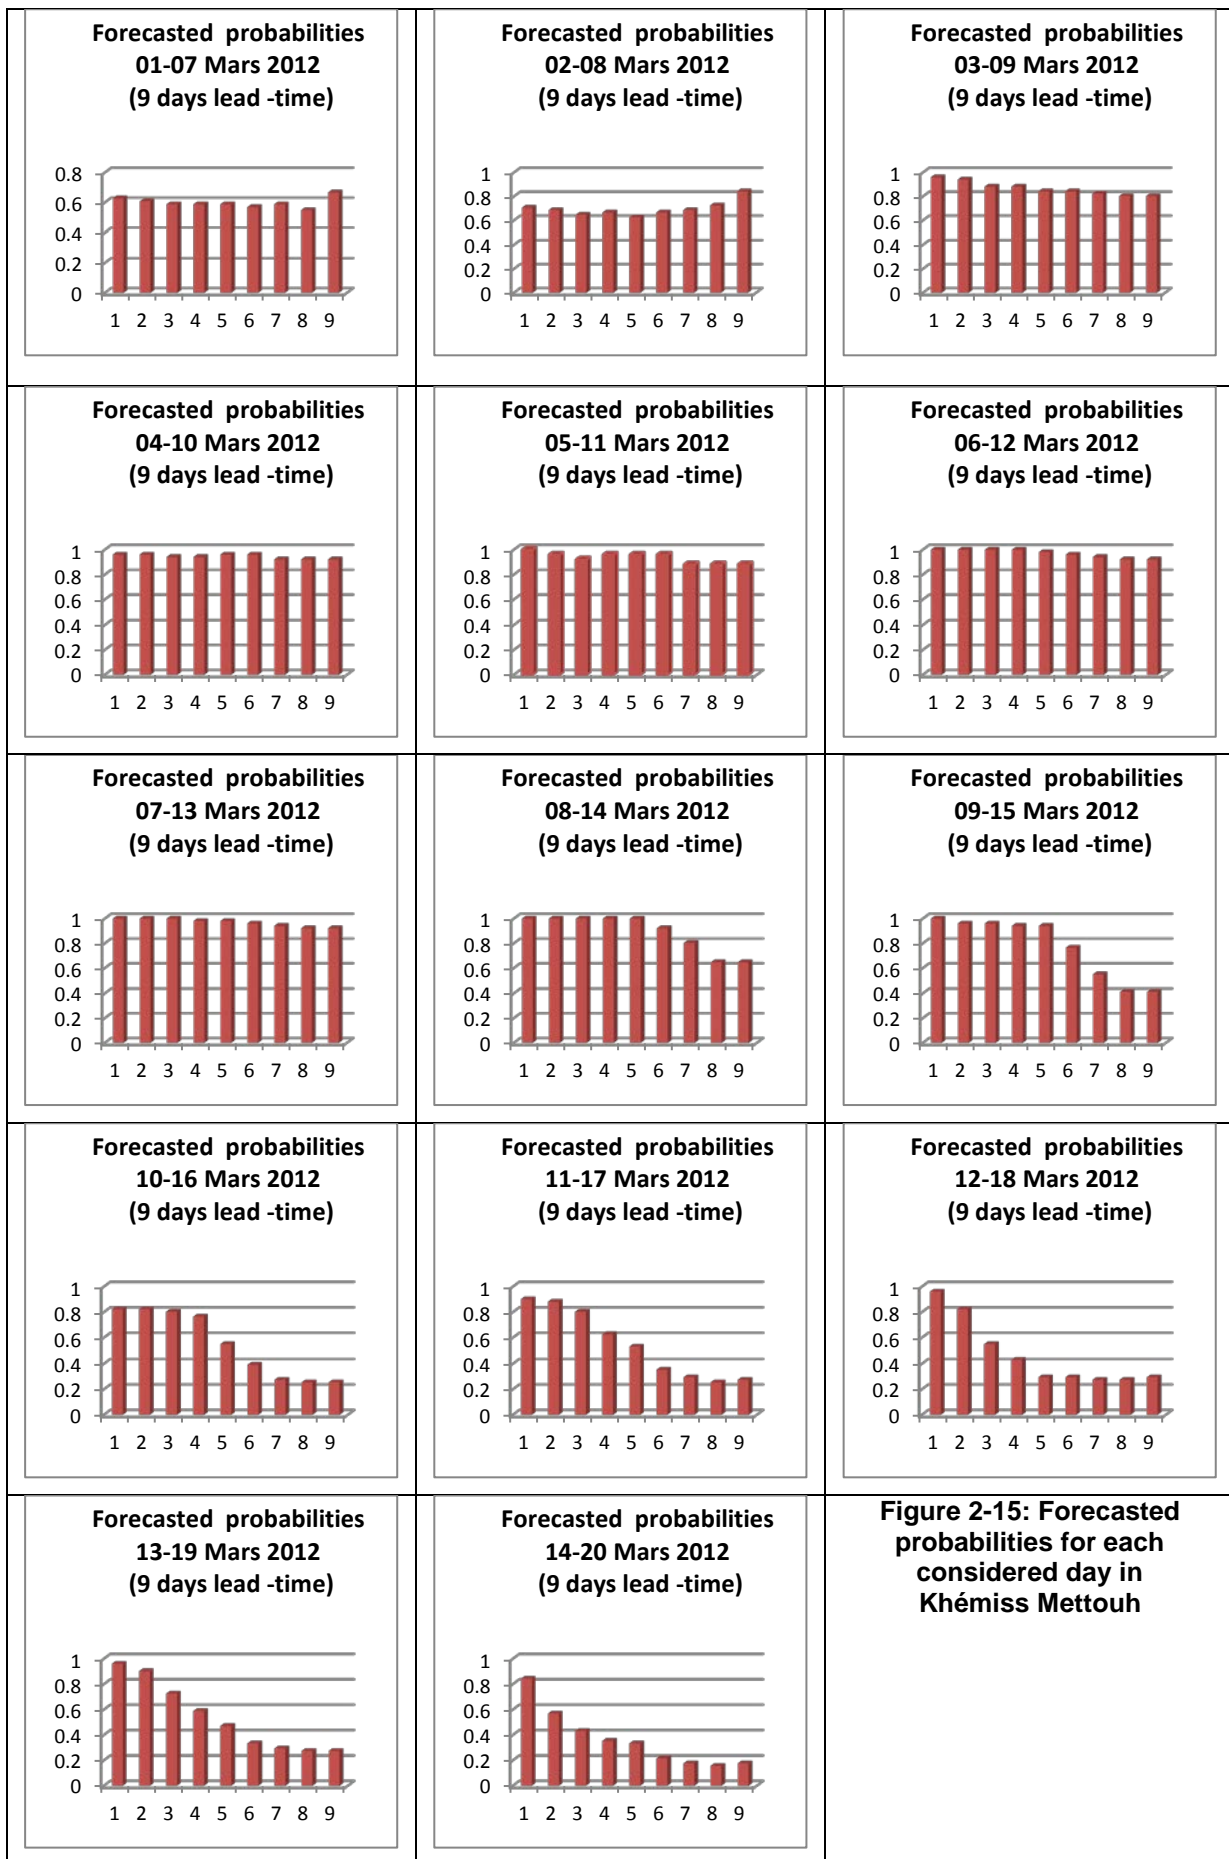 Forecasted probabilities
01-07 Mars 2012
(9 days lead -time)
0.8
0.6
0.4
0.2
0
1 2 3 4 5 6 7 8 9
Forecasted probabilities
02-08 Mars 2012
(9 days lead -time)
1
0.8
0.6
0.4
0.2
0
1 2 3 4 5 6 7 8 9
Forecasted probabilities
03-09 Mars 2012
(9 days lead -time)
1
0.8
0.6
0.4
0.2
0
1 2 3 4 5 6 7 8 9
Forecasted probabilities
04-10 Mars 2012
(9 days lead -time)
1
0.8
0.6
0.4
0.2
0
1 2 3 4 5 6 7 8 9
Forecasted probabilities
05-11 Mars 2012
(9 days lead -time)
1
0.8
0.6
0.4
0.2
0
1 2 3 4 5 6 7 8 9
Forecasted probabilities
06-12 Mars 2012
(9 days lead -time)
1
0.8
0.6
0.4
0.2
0
1 2 3 4 5 6 7 8 9
Forecasted probabilities
07-13 Mars 2012
(9 days lead -time)
1
0.8
0.6
0.4
0.2
0
1 2 3 4 5 6 7 8 9
Forecasted probabilities
08-14 Mars 2012
(9 days lead -time)
1
0.8
0.6
0.4
0.2
0
1 2 3 4 5 6 7 8 9
Forecasted probabilities
09-15 Mars 2012
(9 days lead -time)
1
0.8
0.6
0.4
0.2
0
1 2 3 4 5 6 7 8 9
Forecasted probabilities
10-16 Mars 2012
(9 days lead -time)
1
0.8
0.6
0.4
0.2
0
1 2 3 4 5 6 7 8 9
Forecasted probabilities
11-17 Mars 2012
(9 days lead -time)
1
0.8
0.6
0.4
0.2
0
1 2 3 4 5 6 7 8 9
Forecasted probabilities
12-18 Mars 2012
(9 days lead -time)
1
0.8
0.6
0.4
0.2
0
1 2 3 4 5 6 7 8 9
Forecasted probabilities
13-19 Mars 2012
(9 days lead -time)
1
0.8
0.6
0.4
0.2
0
1 2 3 4 5 6 7 8 9
Forecasted probabilities
14-20 Mars 2012
(9 days lead -time)
1
0.8
0.6
0.4
0.2
0
1 2 3 4 5 6 7 8 9
Figure 2-15: Forecasted
probabilities for each
considered day in
Khémiss Mettouh